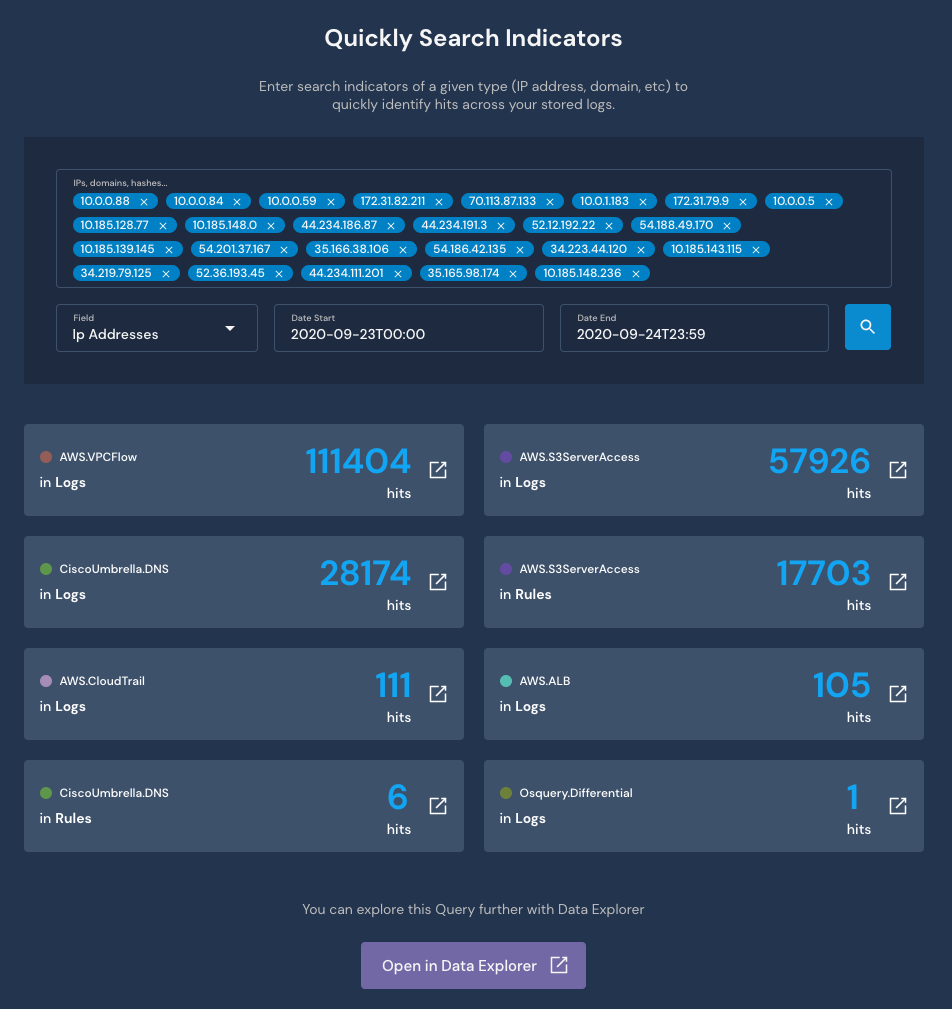 Quickly Search Indicators
Enter search indicators of a given type (IP address, domain, etc) to
quickly identify hits across your stored logs.
IPs, domains, hashes...
10.0.0.88 × 10.0.0.84 × 10.0.0.59 × 172.31.82.211 × 70.113.87.133 × 10.0.1.183 × 172.31.79.9 × 10.0.0.5 ×
10.185.128.77 × 10.185.148.0 × 44.234.186.87 × 44.234.191.3 × 52.12.192.22 × 54.188.49.170 ×
10.185.139.145 × 54.201.37.167 × 35.166.38.106 × 54.186.42.135 × 34.223.44.120 × 10.185.143.115 ×
34.219.79.125 × 52.36.193.45 × 44.234.111.201 × 35.165.98.174 × 10.185.148.236 ×
Field
Ip Addresses
Date Start
2020-09-23T00:00
Date End
2020-09-24T23:59
AWS.VPCFlow
in Logs
111404
hits
AWS.S3ServerAccess
in Logs
57926
hits
CiscoUmbrella.DNS
in Logs
28174
hits
AWS.S3ServerAccess
in Rules
17703
hits
AWS.CloudTrail
in Logs
111
hits
AWS.ALB
in Logs
105
hits
CiscoUmbrella.DNS
in Rules
6
hits
Osquery.Differential
in Logs
1
hits
You can explore this Query further with Data Explorer
Open in Data Explorer